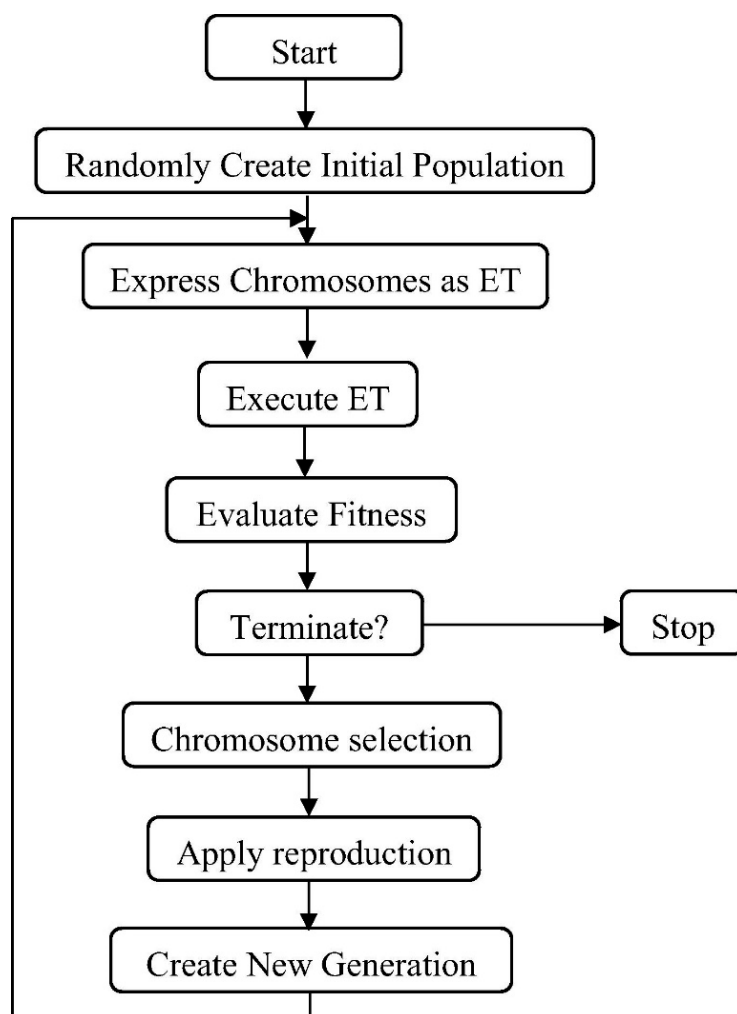 Start
Randomly Create Initial Population
Express Chromosomes as ET
Execute ET
Evaluate Fitness
Terminate?
Stop
Chromosome selection
Apply reproduction
Create New Generation